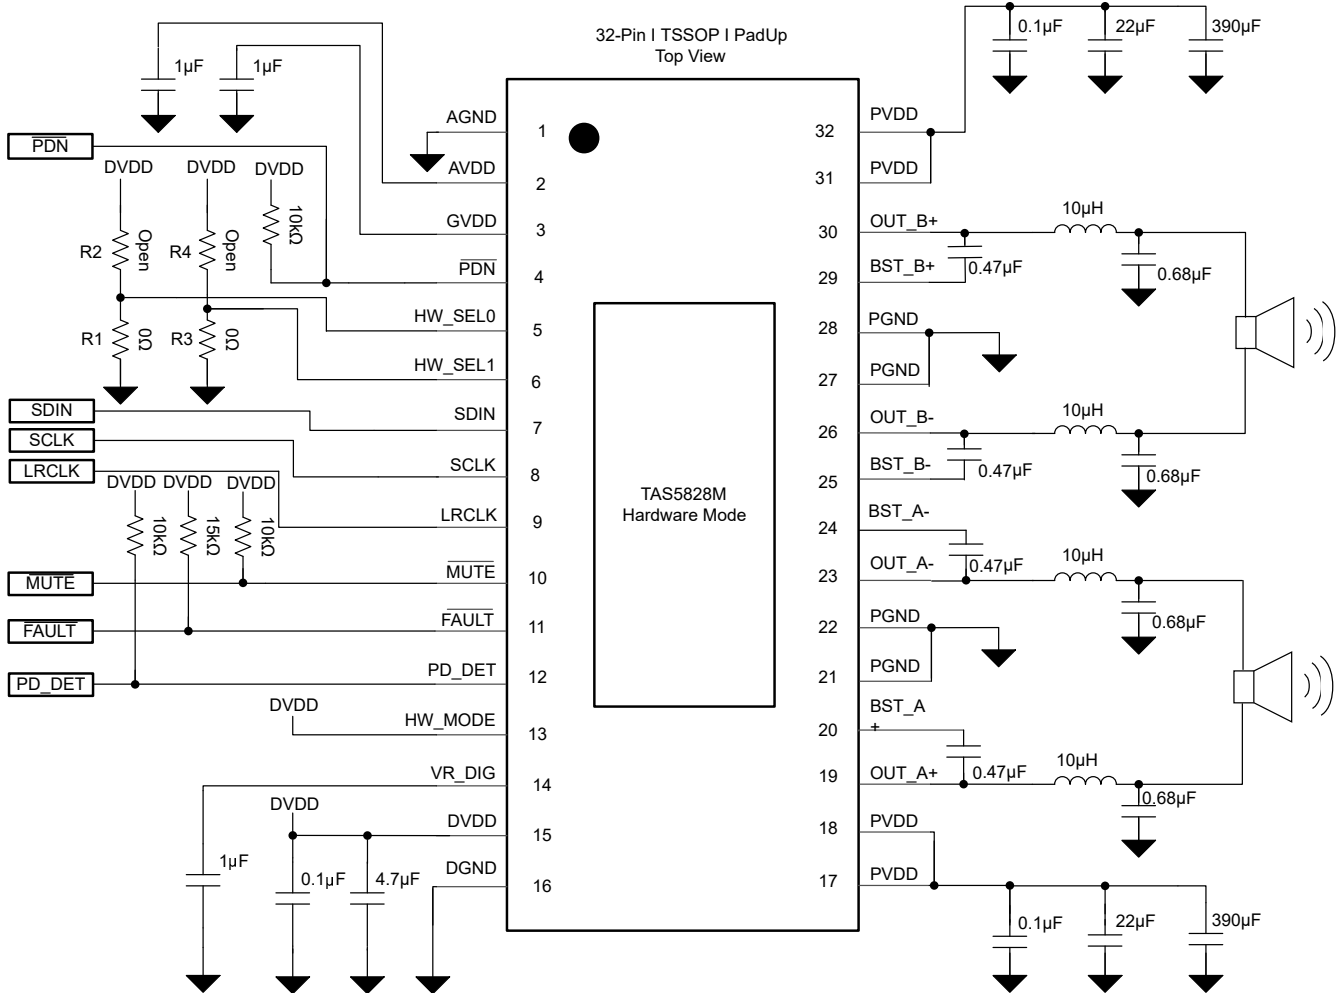 32-Pin I TSSOP I PadUp
Top View
0.1µF
22µF
390µF
1µF
1µF
PDN
DVDD
DVDD
DVDD
R2
Open
R4
Open
10kΩ
R1
0Ω
R3
0Ω
SDIN
SCLK
LRCLK
DVDD
DVDD
DVDD
10kΩ
15kΩ
10kΩ
MUTE
FAULT
PD_DET
DVDD
DVDD
1µF
0.1µF
4.7µF
AGND
1
AVDD
2
GVDD
3
PDN
4
HW_SEL0
5
HW_SEL1
6
SDIN
7
SCLK
8
LRCLK
9
MUTE
10
FAULT
11
PD_DET
12
HW_MODE
13
VR_DIG
14
DVDD
15
DGND
16
TAS5828M
Hardware Mode
32
PVDD
31
PVDD
30
OUT_B+
29
BST_B+
28
PGND
27
PGND
26
OUT_B-
25
BST_B-
24
BST_A-
23
OUT_A-
22
PGND
21
PGND
20
BST_A
+
19
OUT_A+
18
PVDD
17
PVDD
10µH
0.47µF
0.68µF
10µH
0.47µF
0.68µF
10µH
0.47µF
0.68µF
10µH
0.47µF
0.68µF
0.1µF
22µF
390µF